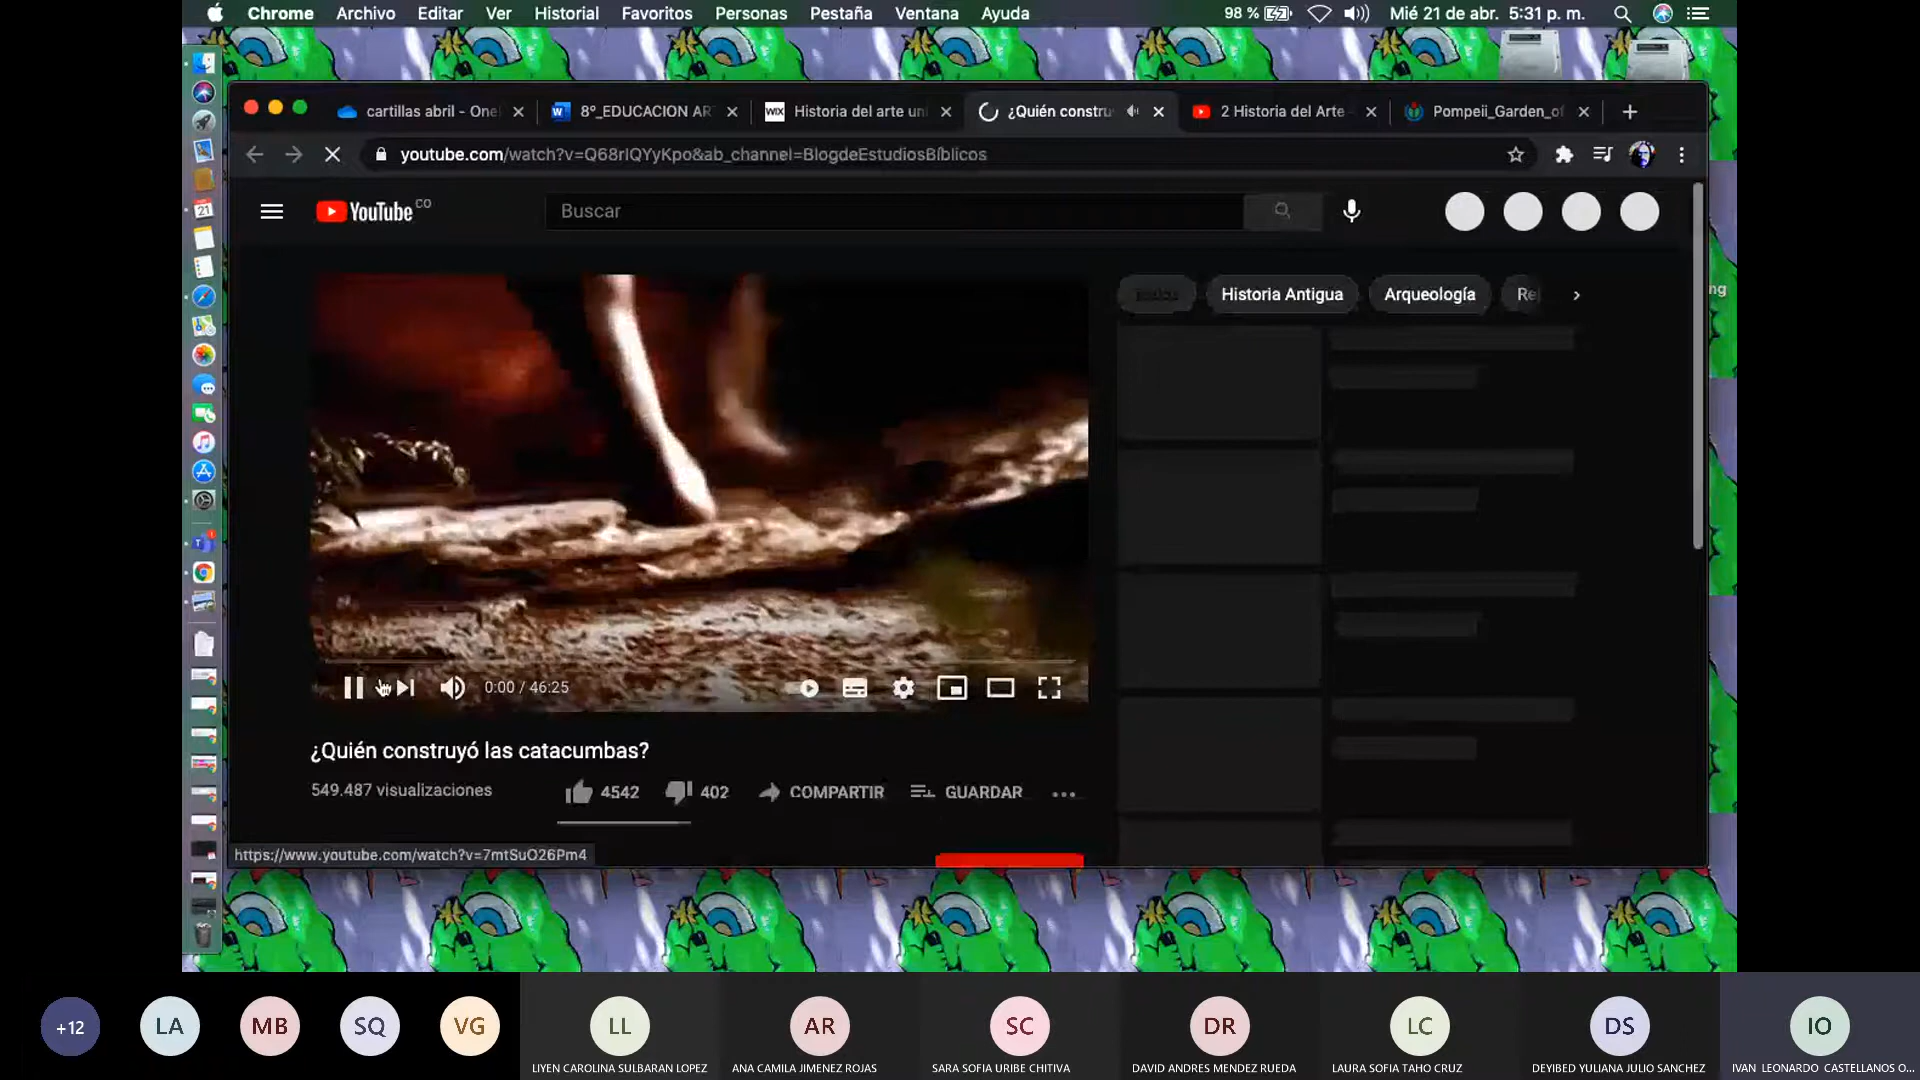 Chrome Archivo Editar Ver Historial Favoritos Personas Pestaña Ventana Ayuda 98 % Mié 21 de abr. 5:31 p. m.
cartillas abril - One 8°_EDUCACION AR WIX Historia del arte uni ¿Quién constru 2 Historia del Arte - Pompeii_Garden_of
youtube.com/watch?v=Q68rIQYyKpo&ab_channel=BlogdeEstudiosBíblicos
YouTube CO Buscar
Historia Antigua Arqueología Re
ng
21
0:00 / 46:25
¿Quién construyó las catacumbas?
549.487 visualizaciones 4542 402 COMPARTIR GUARDAR
https://www.youtube.com/watch?v=7mtSuO26Pm4
+12 LA MB SQ VG LL AR SC DR LC DS IO
LIYEN CAROLINA SULBARAN LOPEZ ANA CAMILA JIMENEZ ROJAS SARA SOFIA URIBE CHITIVA DAVID ANDRES MENDEZ RUEDA LAURA SOFIA TAHO CRUZ DEYIBED YULIANA JULIO SANCHEZ IVAN LEONARDO CASTELLANOS O...